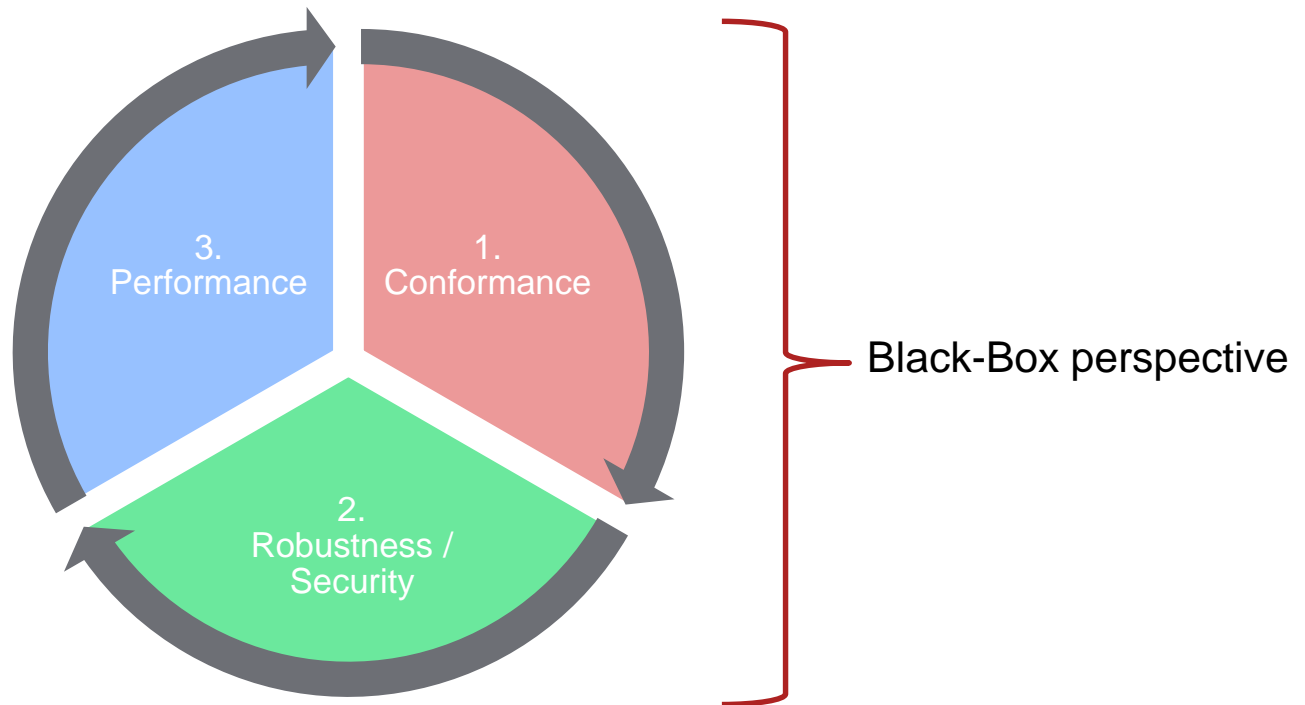 3.
Performance
1.
Conformance
2.
Robustness /
Security
Black-Box perspective